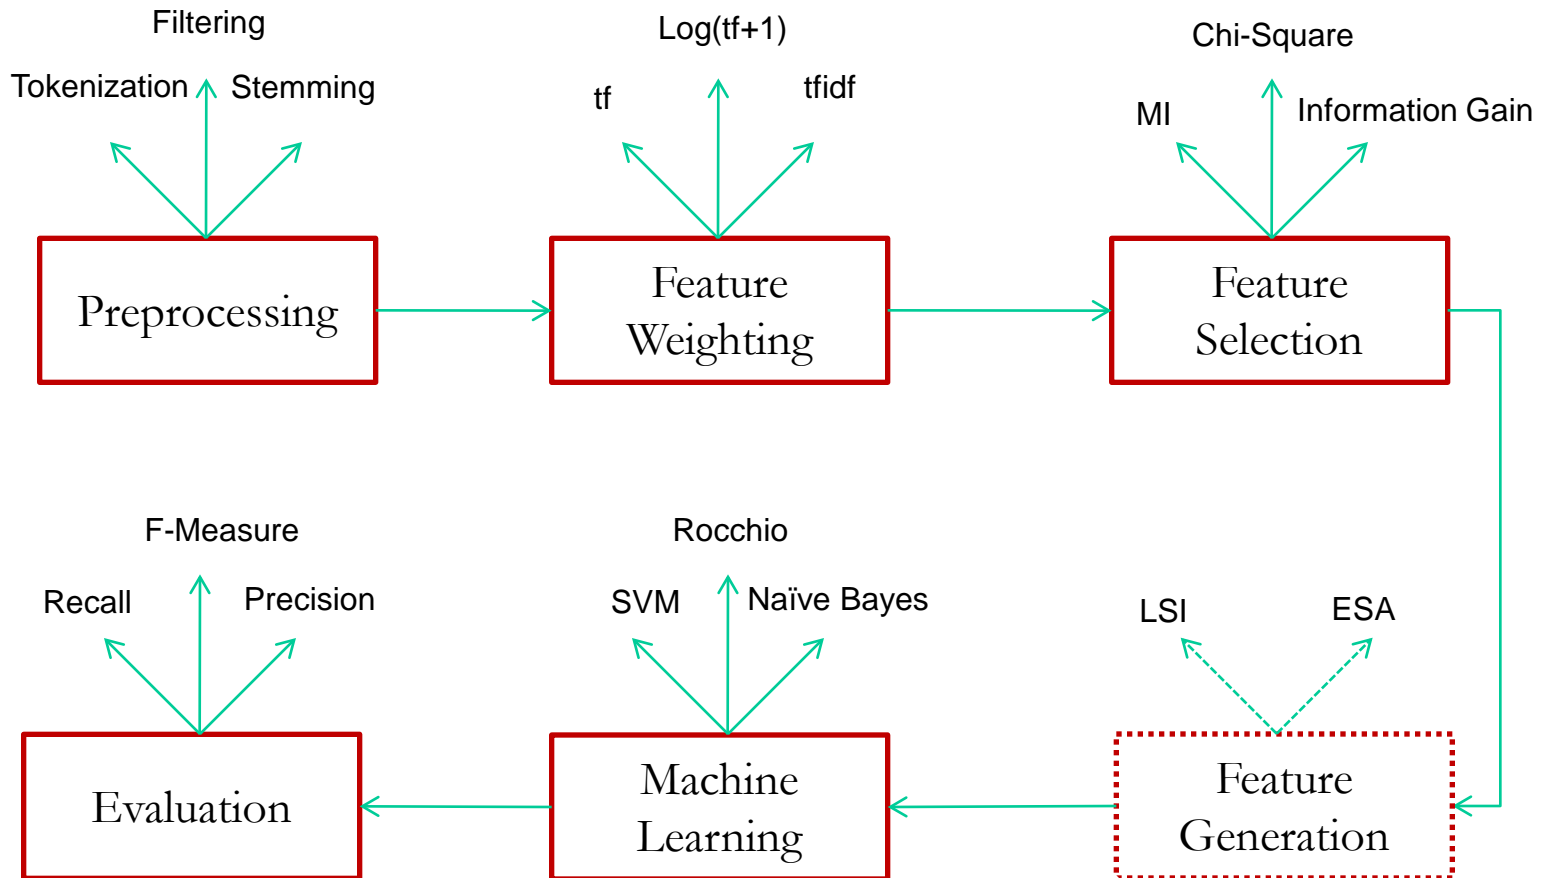 Filtering
Tokenization
Stemming
Log(tf+1)
tf
tfidf
Chi-Square
MI
Information Gain
Preprocessing
Feature
Weighting
Feature
Selection
F-Measure
Recall
Precision
Rocchio
SVM
Naïve Bayes
LSI
ESA
Evaluation
Machine
Learning
Feature
Generation